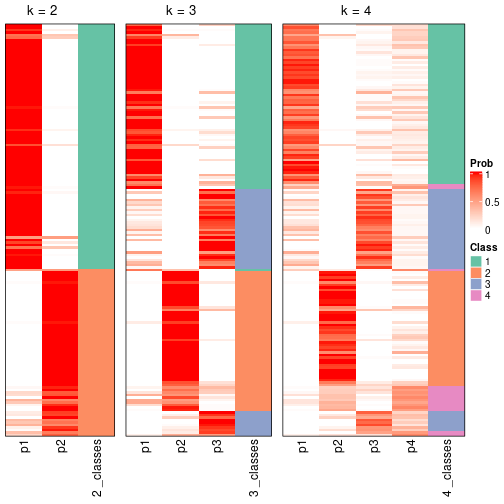 k = 2
k = 3
k = 4
Prob
1
0.5
0
Class
1
2
3
4
p1
p2
2_classes
p1
p2
p3
3_classes
p1
p2
p3
p4
4_classes